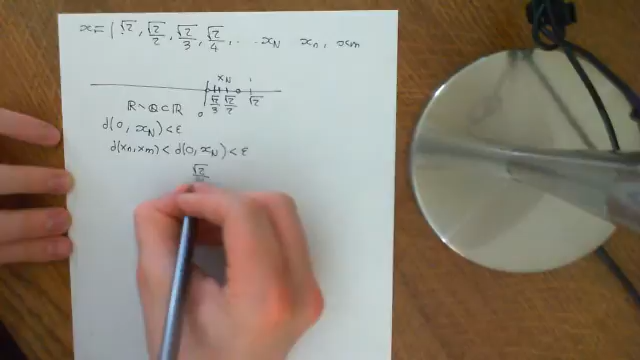 x = ( √2, √2/2, √2/3, √2/4, ... x_N x_n, x_m
x_N
0 √2/3 √2/2 √2
ℝ∖ℚ⊂ℝ
d(0, x_N) < ε
d(x_n, x_m) < d(0, x_N) < ε
√2